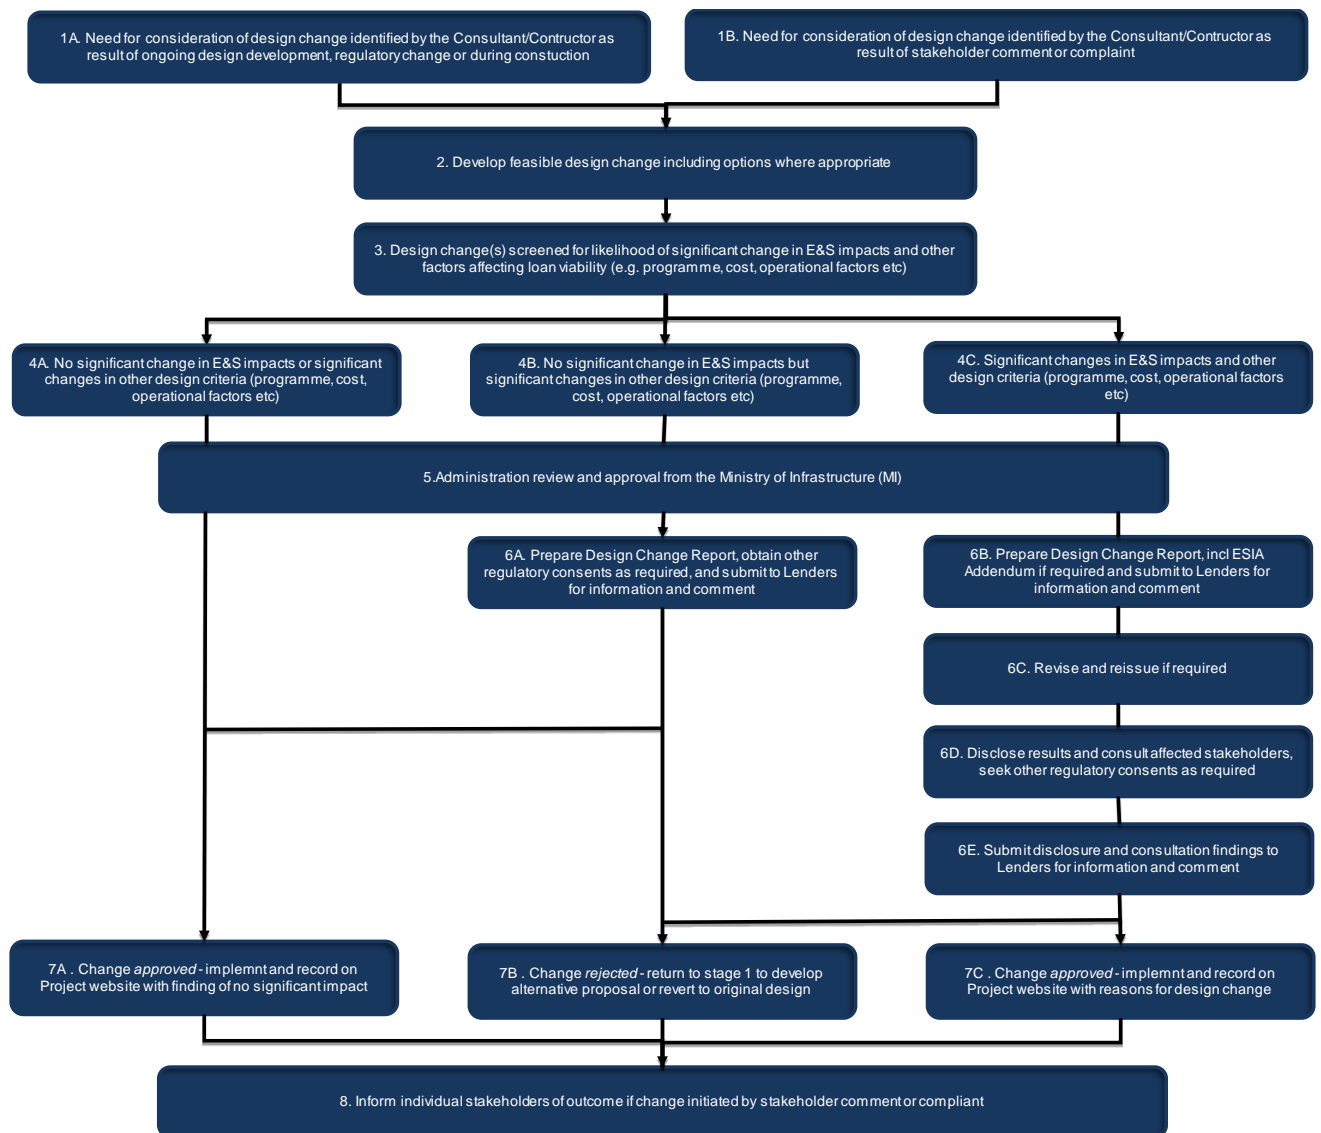 1A. Need for consideration of design change identified by the Consultant/Contructor as
result of ongoing design development, regulatory change or during constuction
1B. Need for consideration of design change identified by the Consultant/Contructor as
result of stakeholder comment or complaint
2. Develop feasible design change including options where appropriate
3. Design change(s) screened for likelihood of significant change in E&S impacts and other
factors affecting loan viability (e.g. programme, cost, operational factors etc)
4A. No significant change in E&S impacts or significant
changes in other design criteria (programme, cost,
operational factors etc)
4B. No significant change in E&S impacts but
significant changes in other design criteria (programme,
cost, operational factors etc)
4C. Significant changes in E&S impacts and other
design criteria (programme, cost, operational factors
etc)
5.Administration review and approval from the Ministry of Infrastructure (MI)
6A. Prepare Design Change Report, obtain other
regulatory consents as required, and submit to Lenders
for information and comment
6B. Prepare Design Change Report, incl ESIA
Addendum if required and submit to Lenders for
information and comment
6C. Revise and reissue if required
6D. Disclose results and consult affected stakeholders,
seek other regulatory consents as required
6E. Submit disclosure and consultation findings to
Lenders for information and comment
7A . Change approved - implemnt and record on
Project website with finding of no significant impact
7B . Change rejected - return to stage 1 to develop
alternative proposal or revert to original design
7C . Change approved - implemnt and record on
Project website with reasons for design change
8. Inform individual stakeholders of outcome if change initiated by stakeholder comment or compliant